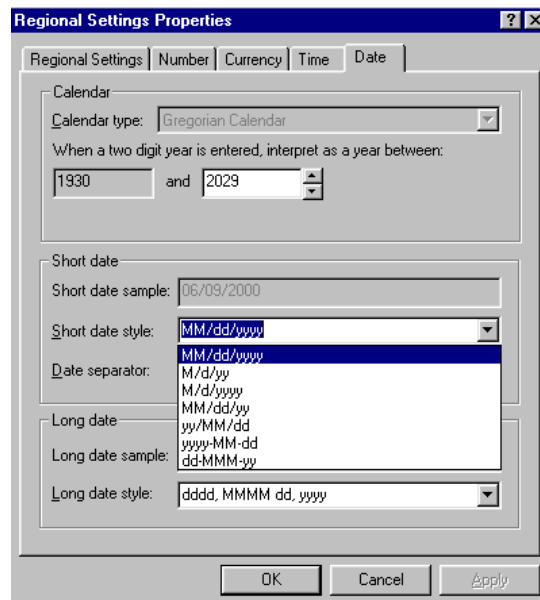 Regional Settings Properties
Regional Settings Number Currency Time Date
Calendar
Calendar type: Gregorian Calendar
When a two digit year is entered, interpret as a year between:
1930 and 2029
Short date
Short date sample: 06/09/2000
Short date style: MM/dd/yyyy
MM/dd/yyyy
M/d/yy
Date separator:
M/d/yyyy
MM/dd/yy
yy/MM/dd
Long date
yyyy-MM-dd
Long date sample:
dd-MMM-yy
Long date style: dddd, MMMM dd, yyyy
OK Cancel Apply